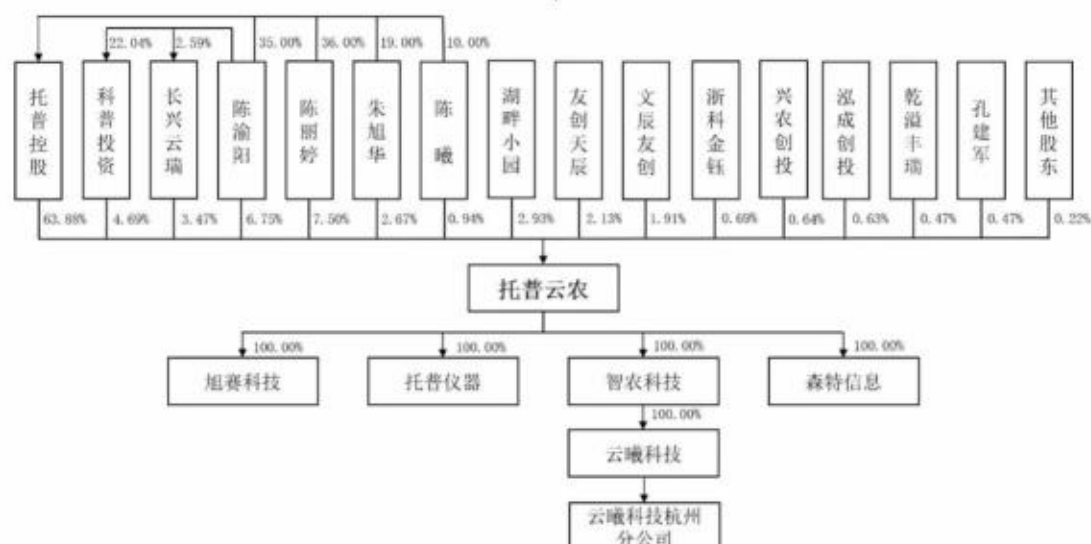 22.04% 2.59% 35.00% 36.00% 19.00% 10.00%
托普控股
科普投资
长兴云瑞
陈渝阳
陈丽婷
朱旭华
陈曦
湖畔小园
友创天辰
文辰友创
浙科金钰
兴农创投
泓成创投
乾溢丰瑞
孔建军
其他股东
63.88% 4.69% 3.47% 6.75% 7.50% 2.67% 0.94% 2.93% 2.13% 1.91% 0.69% 0.64% 0.63% 0.47% 0.47% 0.22%
托普云农
100.00% 100.00% 100.00% 100.00%
旭赛科技 托普仪器 智农科技 森特信息
100.00%
云曦科技
云曦科技杭州
分公司